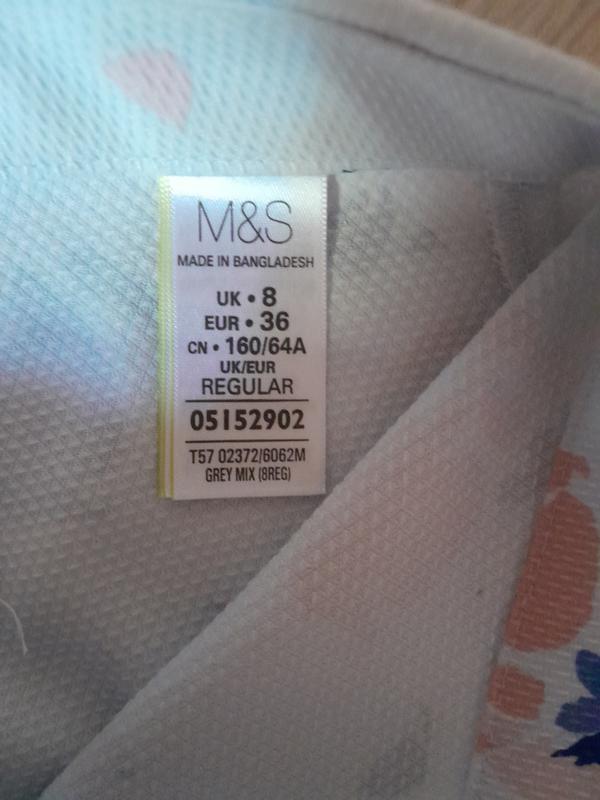 M&S
MADE IN BANGLADESH
UK • 8
EUR • 36
CN • 160/64A
UK/EUR
REGULAR
05152902
T57 02372/6062M
GREY MIX (8REG)